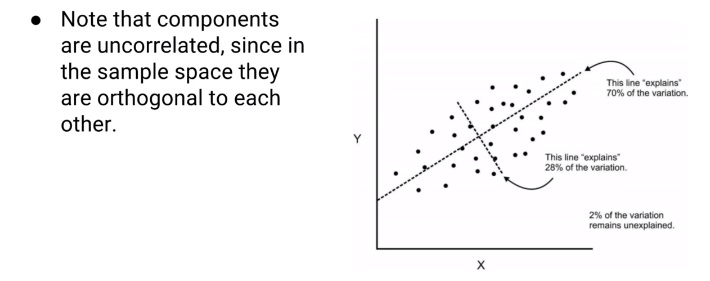 ● Note that components
are uncorrelated, since in
the sample space they
are orthogonal to each
other.
This line "explains"
70% of the variation.
Y
This line "explains"
28% of the variation.
2% of the variation
remains unexplained.
X